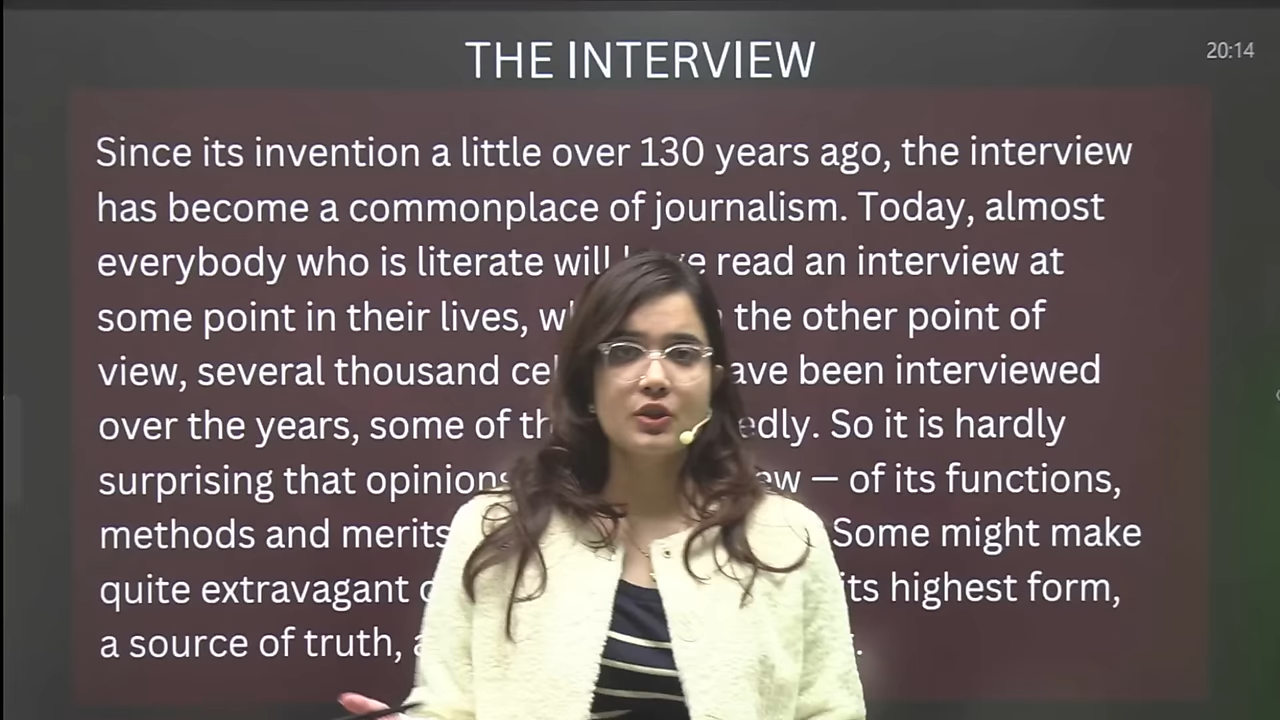 THE INTERVIEW
20:14
Since its invention a little over 130 years ago, the interview
has become a commonplace of journalism. Today, almost
everybody who is literate will read an interview at
some point in their lives, the other point of
view, several thousand been interviewed
over the years, some of So it is hardly
surprising that opinions — of its functions,
methods and merits Some might make
quite extravagant its highest form,
a source of truth,